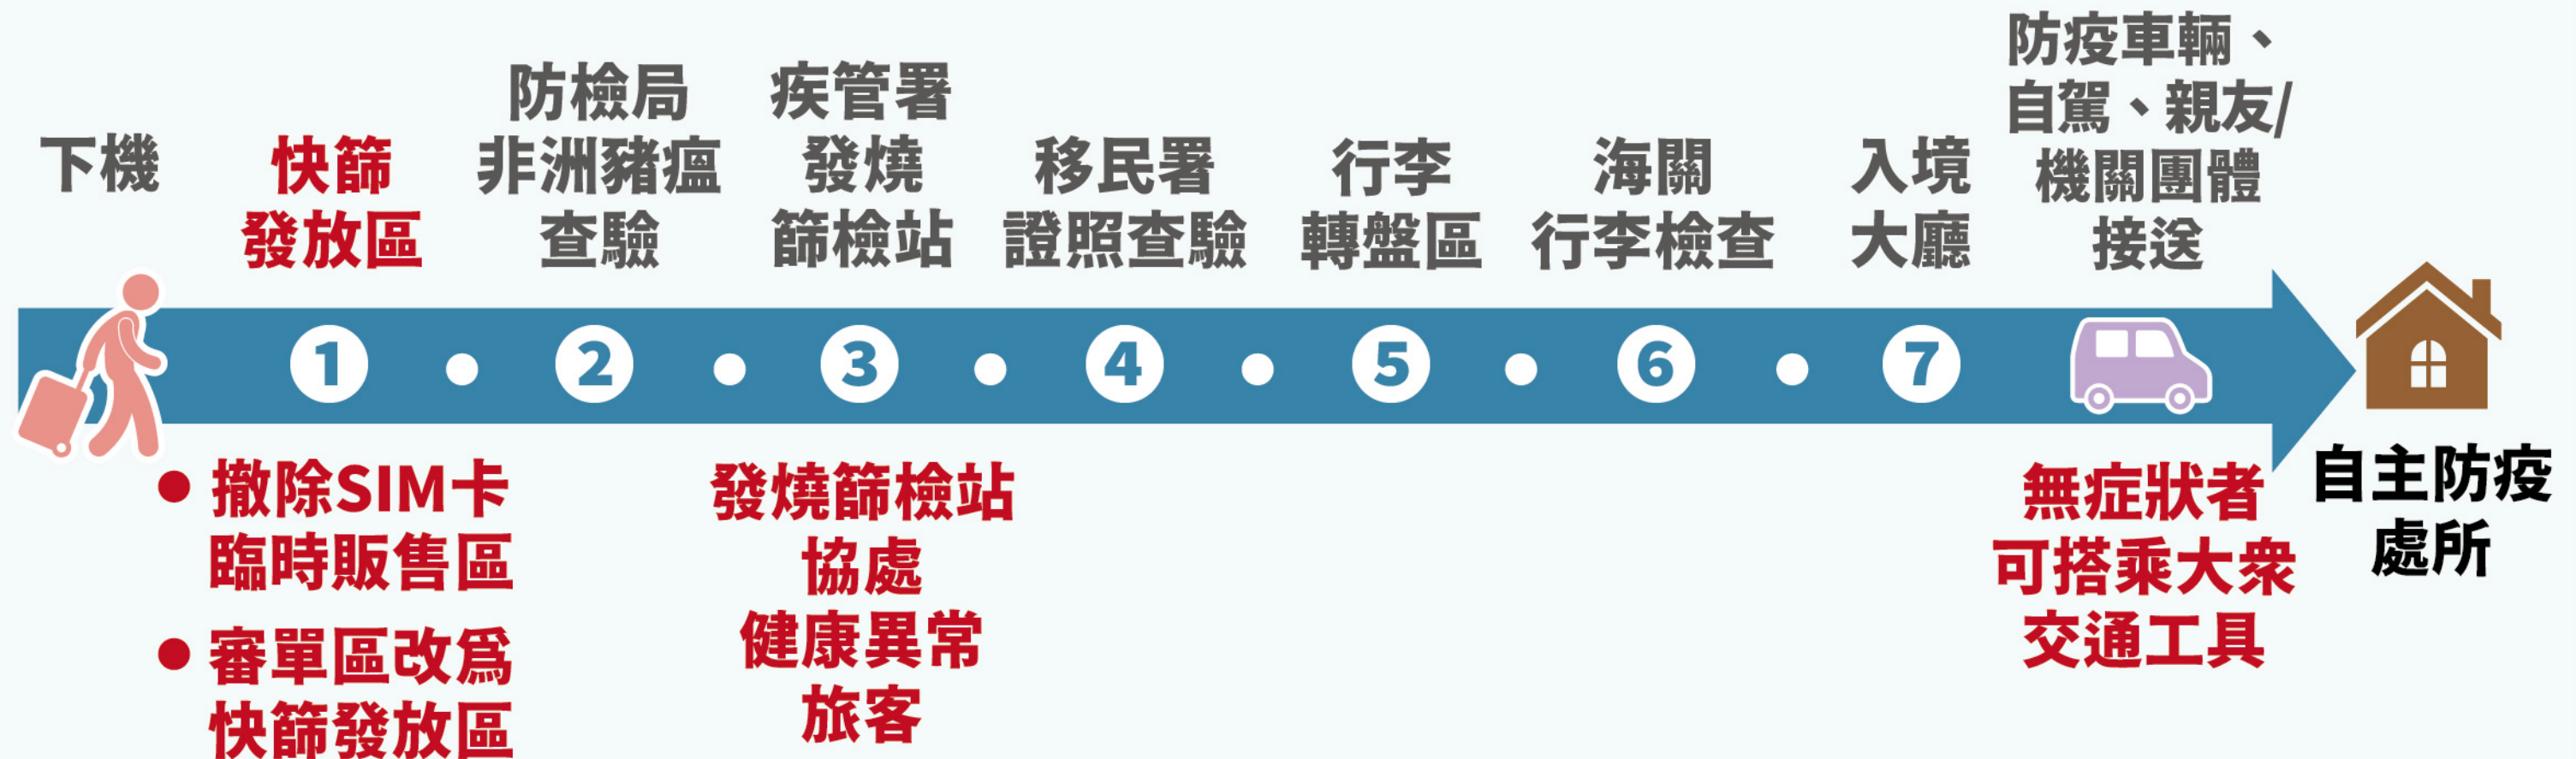 下機
快篩
發放區
防檢局
非洲豬瘟
查驗
疾管署
發燒
篩檢站
移民署
證照查驗
行李
轉盤區
海關
行李檢查
入境
大廳
防疫車輛、
自駕、親友/
機關團體
接送
1
2
3
4
5
6
7
● 撤除SIM卡
臨時販售區
● 審單區改為
快篩發放區
發燒篩檢站
協處
健康異常
旅客
無症狀者
可搭乘大眾
交通工具
自主防疫
處所